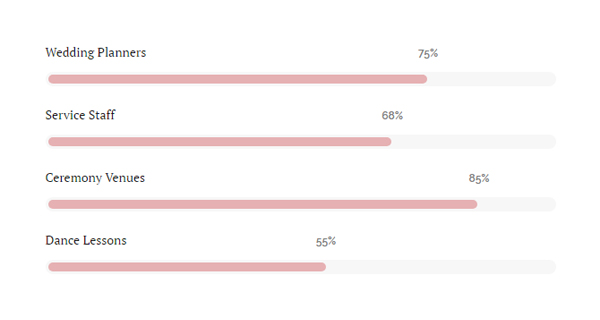 Wedding Planners 75%
Service Staff 68%
Ceremony Venues 85%
Dance Lessons 55%